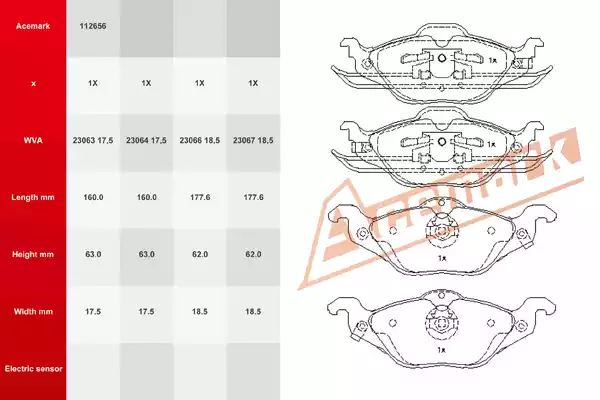 Acemark 112656
x 1X 1X 1X 1X
WVA 23063 17,5 23064 17,5 23066 18,5 23067 18,5
Length mm 160.0 160.0 177.6 177.6
Height mm 63.0 63.0 62.0 62.0
Width mm 17.5 17.5 18.5 18.5
Electric sensor
1x
1x
1x
1x